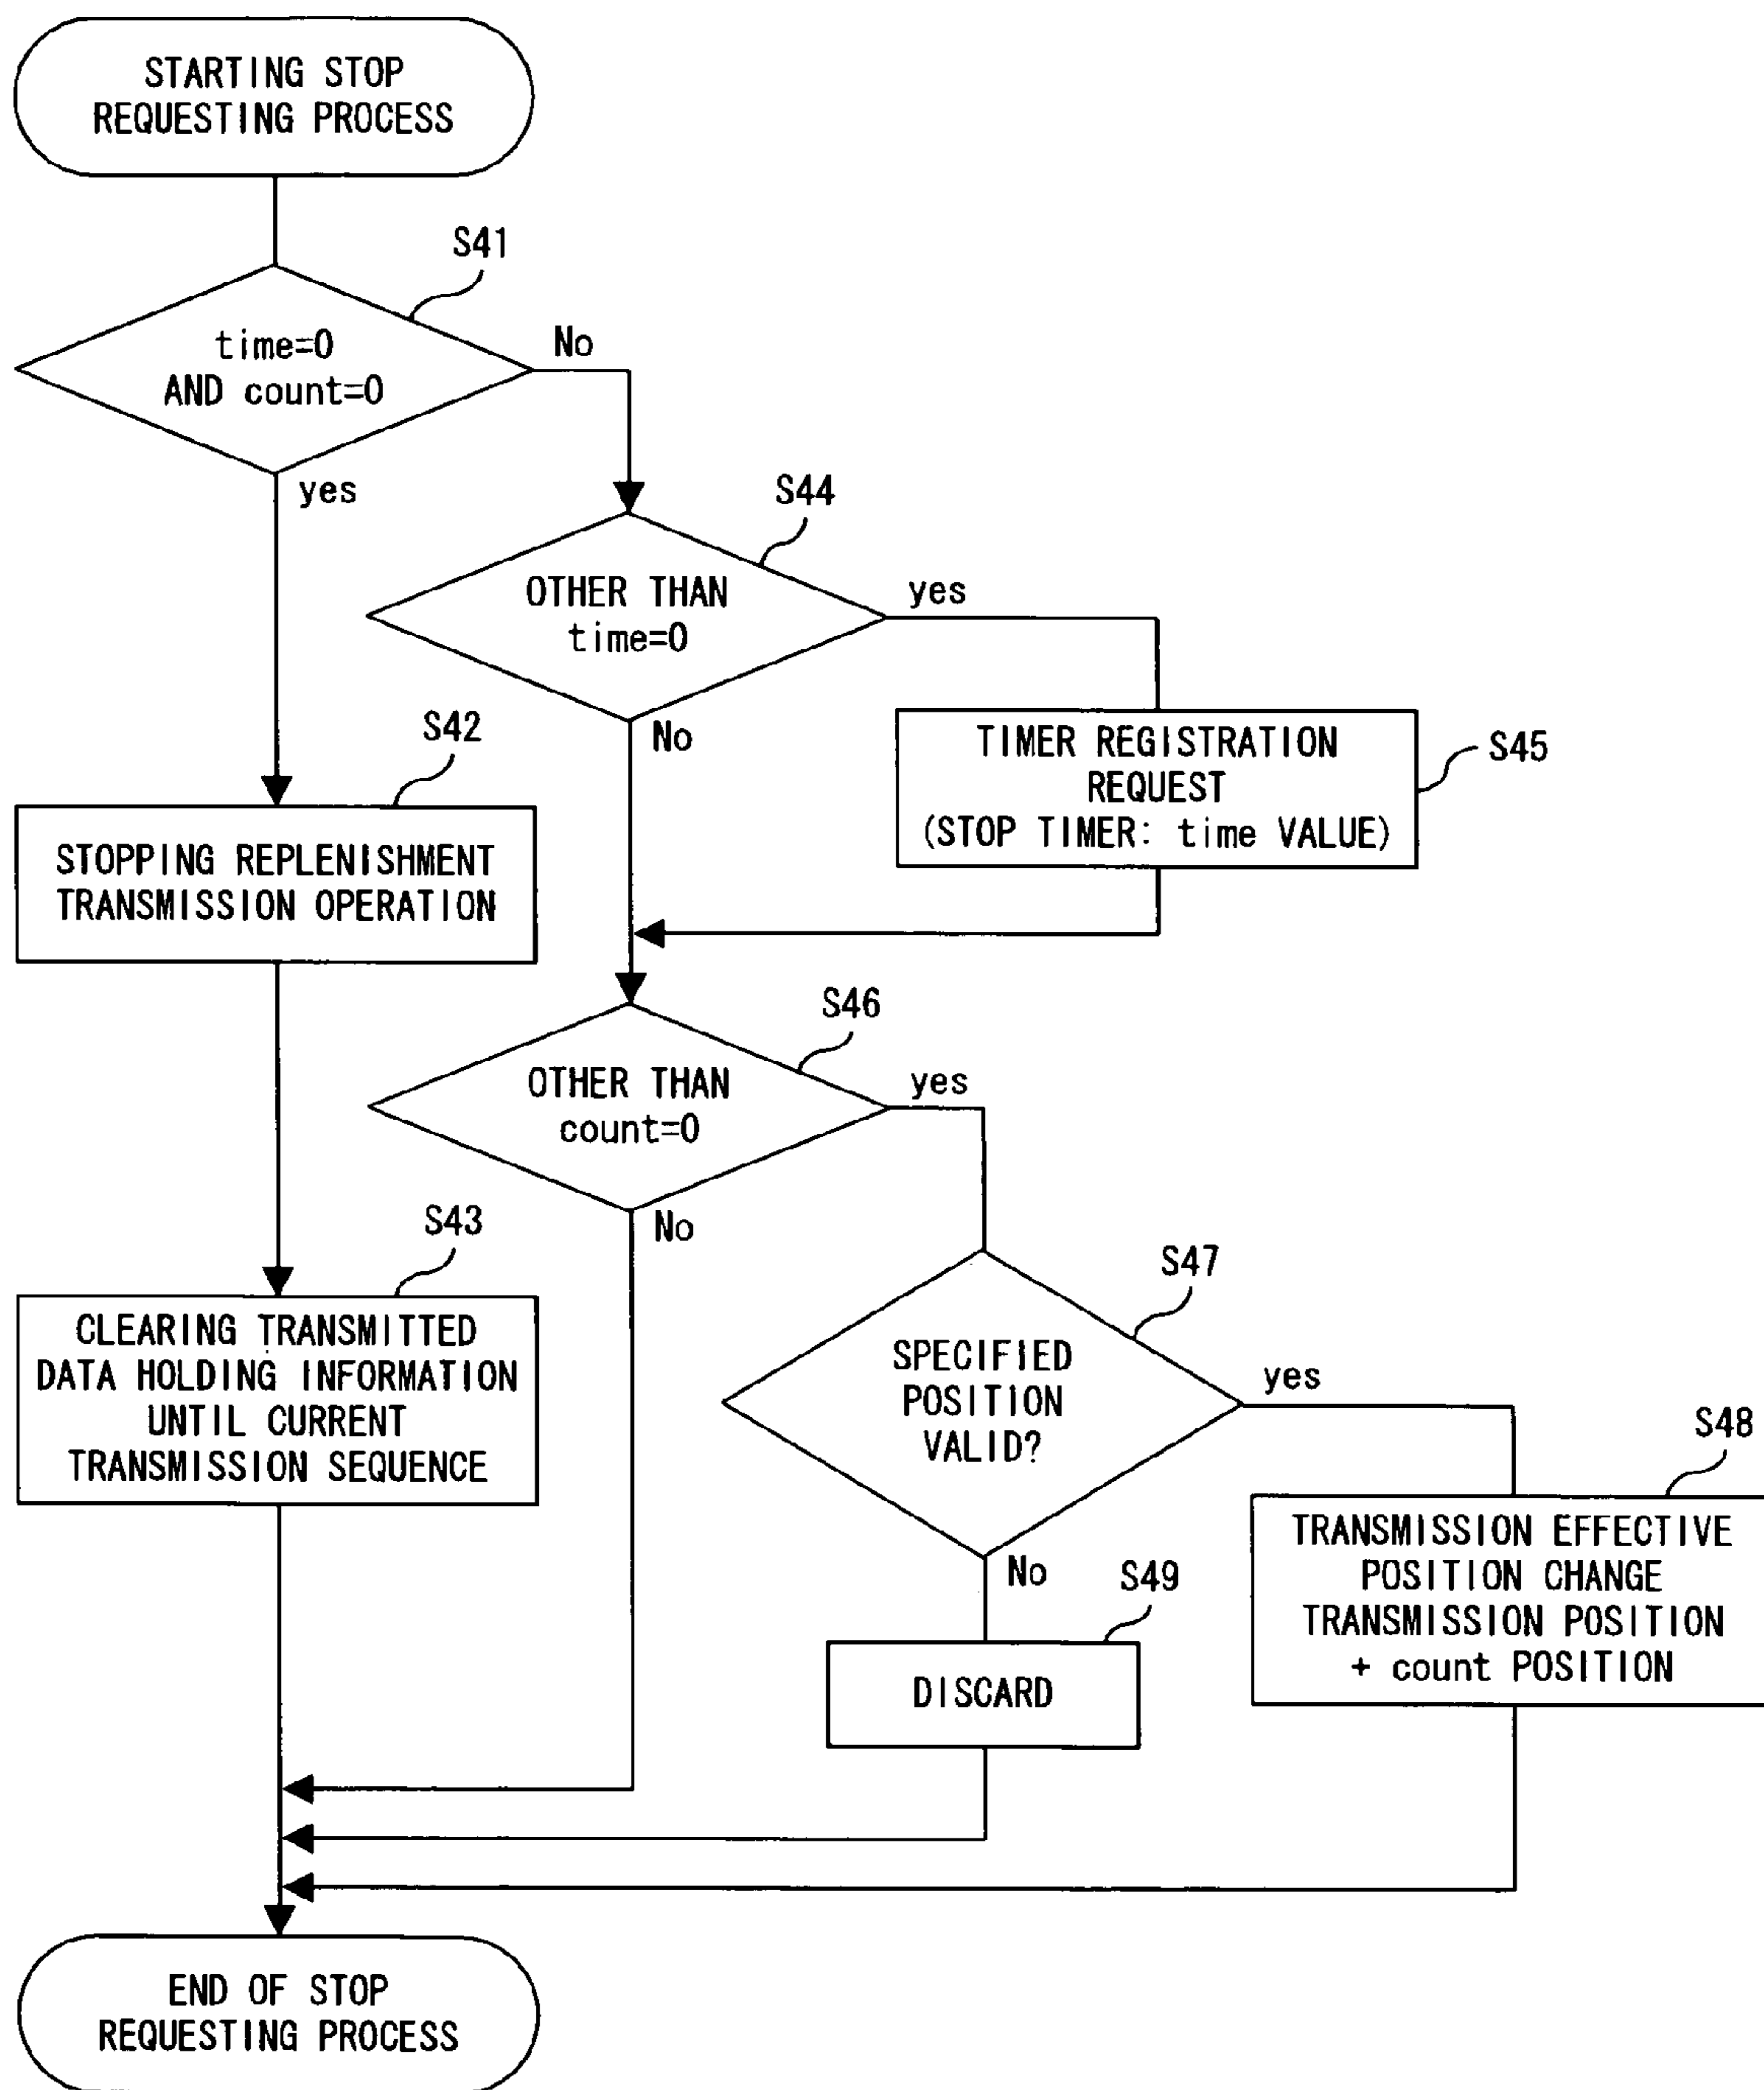 STARTING STOP
REQUESTING PROCESS
S41
time=0
AND count=0
No
yes
S44
OTHER THAN
time=0
yes
No
S42
STOPPING REPLENISHMENT
TRANSMISSION OPERATION
TIMER REGISTRATION
REQUEST
(STOP TIMER: time VALUE)
S45
S46
OTHER THAN
count=0
yes
No
S43
CLEARING TRANSMITTED
DATA HOLDING INFORMATION
UNTIL CURRENT
TRANSMISSION SEQUENCE
S47
SPECIFIED
POSITION
VALID?
yes
No
S48
TRANSMISSION EFFECTIVE
POSITION CHANGE
TRANSMISSION POSITION
+ count POSITION
S49
DISCARD
END OF STOP
REQUESTING PROCESS